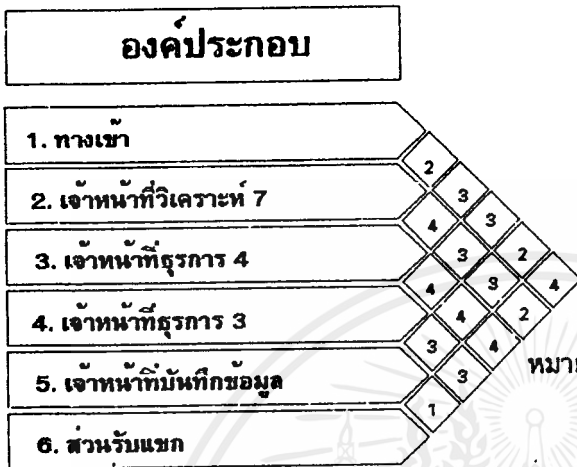 องค์ประกอบ
1. ทางเข้า
2
2. เจ้าหน้าที่วิเคราะห์ 7 3
4 3
3. เจ้าหน้าที่ธุรการ 4 3 2
4 3 4
4. เจ้าหน้าที่ธุรการ 3 4 2
3 4
หมาย
5. เจ้าหน้าที่บันทึกข้อมูล 3
1
6. ส่วนรับแขก